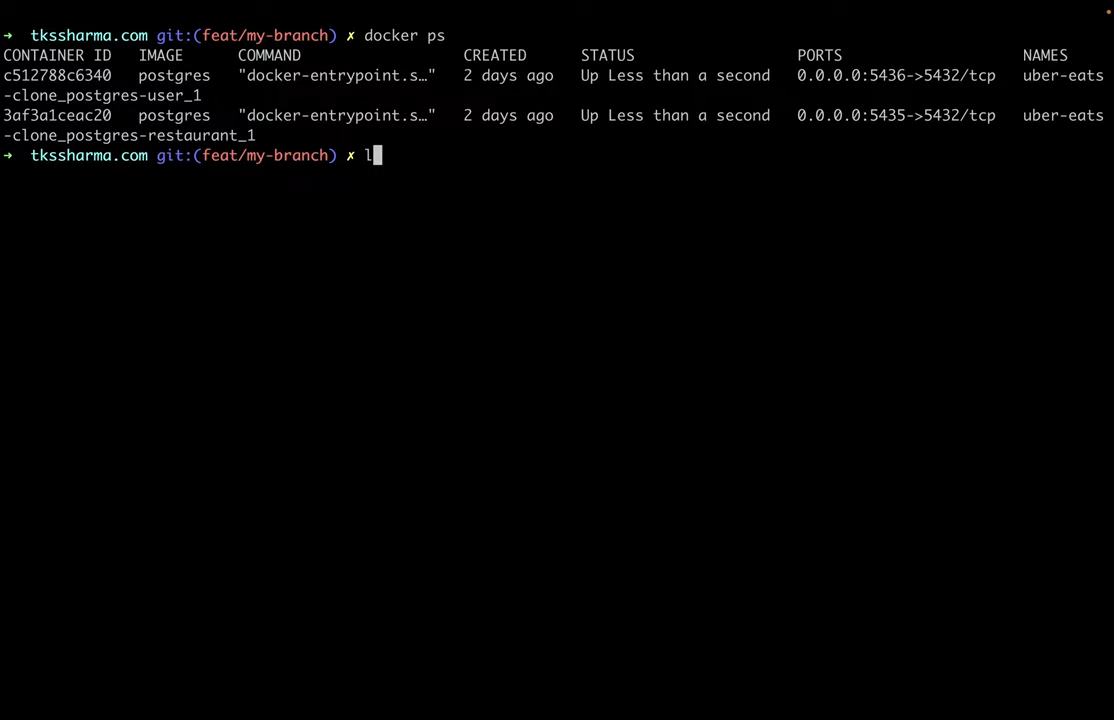 ➜  tkssharma.com git:(feat/my-branch) ✗ docker ps
CONTAINER ID   IMAGE      COMMAND                  CREATED      STATUS                  PORTS                    NAMES
c512788c6340   postgres   "docker-entrypoint.s…"   2 days ago   Up Less than a second   0.0.0.0:5436->5432/tcp   uber-eats
-clone_postgres-user_1
3af3a1ceac20   postgres   "docker-entrypoint.s…"   2 days ago   Up Less than a second   0.0.0.0:5435->5432/tcp   uber-eats
-clone_postgres-restaurant_1
➜  tkssharma.com git:(feat/my-branch) ✗ l